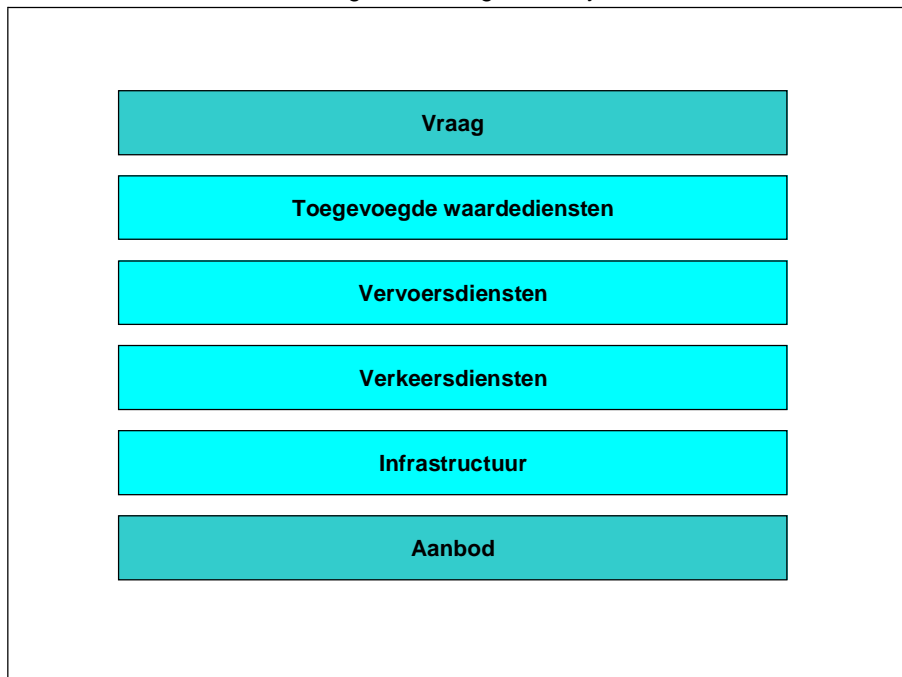 Vraag
Toegevoegde waardediensten
Vervoersdiensten
Verkeersdiensten
Infrastructuur
Aanbod